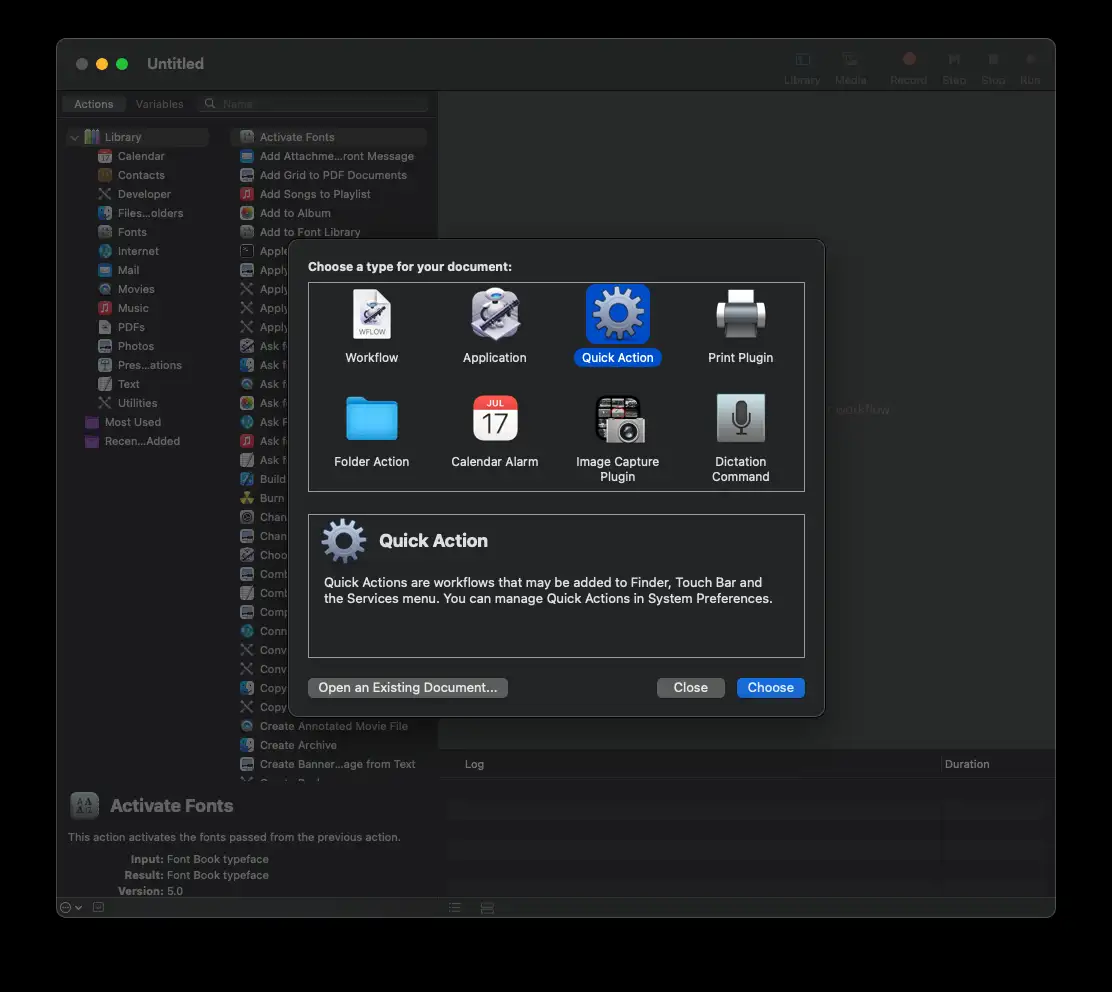 Untitled
Library
Media
Record
Step
Stop
Run
Actions
Variables
Name
Library
Calendar
Contacts
Developer
Files...olders
Fonts
Internet
Mail
Movies
Music
PDFs
Photos
Pres...ations
Text
Utilities
Most Used
Recen...Added
Activate Fonts
Add Attachme...ront Message
Add Grid to PDF Documents
Add Songs to Playlist
Add to Album
Add to Font Library
Apple
Apply
Apply
Apply
Apply
Ask f
Ask f
Ask f
Ask f
Ask F
Ask f
Ask f
Build
Burn
Chan
Chan
Choo
Comb
Comb
Comp
Conn
Conv
Conv
Copy
Copy
Create Annotated Movie File
Create Archive
Create Banner...age from Text
workflow
Choose a type for your document:
WFLOW
Workflow
Application
Quick Action
Print Plugin
JUL
17
Folder Action
Calendar Alarm
Image Capture
Plugin
Dictation
Command
Quick Action
Quick Actions are workflows that may be added to Finder, Touch Bar and
the Services menu. You can manage Quick Actions in System Preferences.
Open an Existing Document...
Close
Choose
Log
Duration
Activate Fonts
This action activates the fonts passed from the previous action.
Input: Font Book typeface
Result: Font Book typeface
Version: 5.0